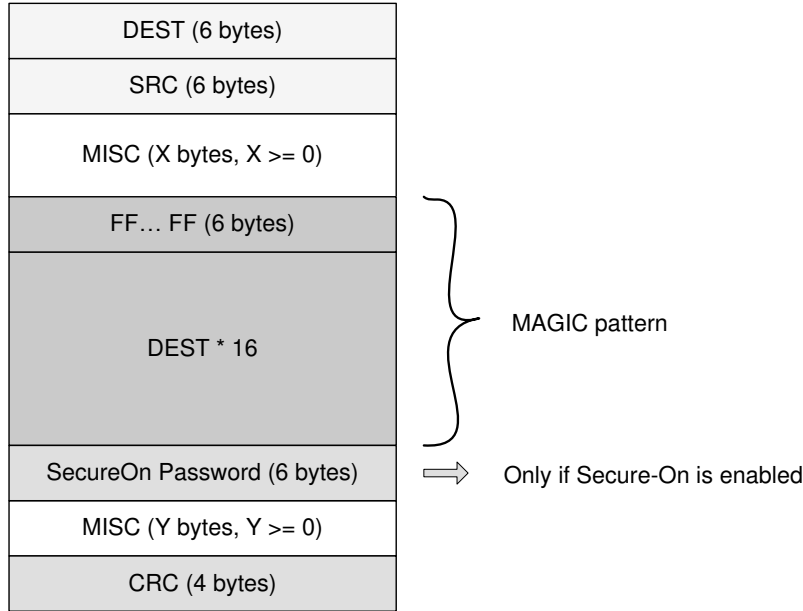 DEST (6 bytes)
SRC (6 bytes)
MISC (X bytes, X >= 0)
FF… FF (6 bytes)
DEST * 16
MAGIC pattern
SecureOn Password (6 bytes)
Only if Secure-On is enabled
MISC (Y bytes, Y >= 0)
CRC (4 bytes)